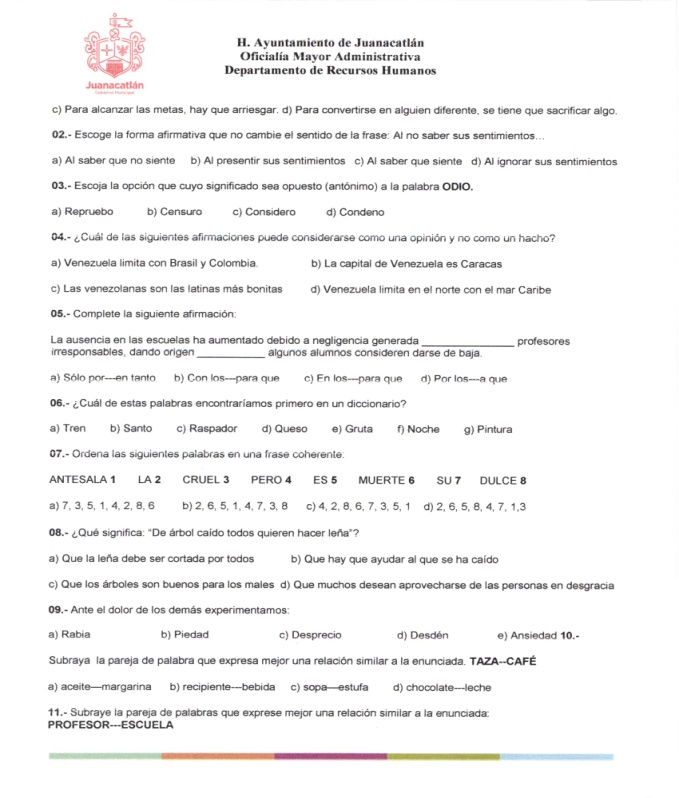 Juanacatlán
Gobierno Municipal
H. Ayuntamiento de Juanacatlán
Oficialía Mayor Administrativa
Departamento de Recursos Humanos
c) Para alcanzar las metas, hay que arriesgar. d) Para convertirse en alguien diferente, se tiene que sacrificar algo.
02.- Escoge la forma afirmativa que no cambie el sentido de la frase: Al no saber sus sentimientos...
a) Al saber que no siente b) Al presentir sus sentimientos c) Al saber que siente d) Al ignorar sus sentimientos
03.- Escoja la opción que cuyo significado sea opuesto (antónimo) a la palabra ODIO.
a) Repruebo b) Censuro c) Considero d) Condeno
04.- ¿Cuál de las siguientes afirmaciones puede considerarse como una opinión y no como un hacho?
a) Venezuela limita con Brasil y Colombia. b) La capital de Venezuela es Caracas
c) Las venezolanas son las latinas más bonitas d) Venezuela limita en el norte con el mar Caribe
05.- Complete la siguiente afirmación:
La ausencia en las escuelas ha aumentado debido a negligencia generada ______________ profesores
irresponsables, dando origen __________ algunos alumnos consideren darse de baja.
a) Sólo por---en tanto b) Con los---para que c) En los---para que d) Por los---a que
06.- ¿Cuál de estas palabras encontraríamos primero en un diccionario?
a) Tren b) Santo c) Raspador d) Queso e) Gruta f) Noche g) Pintura
07.- Ordena las siguientes palabras en una frase coherente:
ANTESALA 1 LA 2 CRUEL 3 PERO 4 ES 5 MUERTE 6 SU 7 DULCE 8
a) 7, 3, 5, 1, 4, 2, 8, 6 b) 2, 6, 5, 1, 4, 7, 3, 8 c) 4, 2, 8, 6, 7, 3, 5, 1 d) 2, 6, 5, 8, 4, 7, 1,3
08.- ¿Qué significa: "De árbol caído todos quieren hacer leña"?
a) Que la leña debe ser cortada por todos b) Que hay que ayudar al que se ha caído
c) Que los árboles son buenos para los males d) Que muchos desean aprovecharse de las personas en desgracia
09.- Ante el dolor de los demás experimentamos:
a) Rabia b) Piedad c) Desprecio d) Desdén e) Ansiedad 10.-
Subraya la pareja de palabra que expresa mejor una relación similar a la enunciada. TAZA--CAFÉ
a) aceite—margarina b) recipiente---bebida c) sopa—estufa d) chocolate---leche
11.- Subraye la pareja de palabras que exprese mejor una relación similar a la enunciada:
PROFESOR---ESCUELA